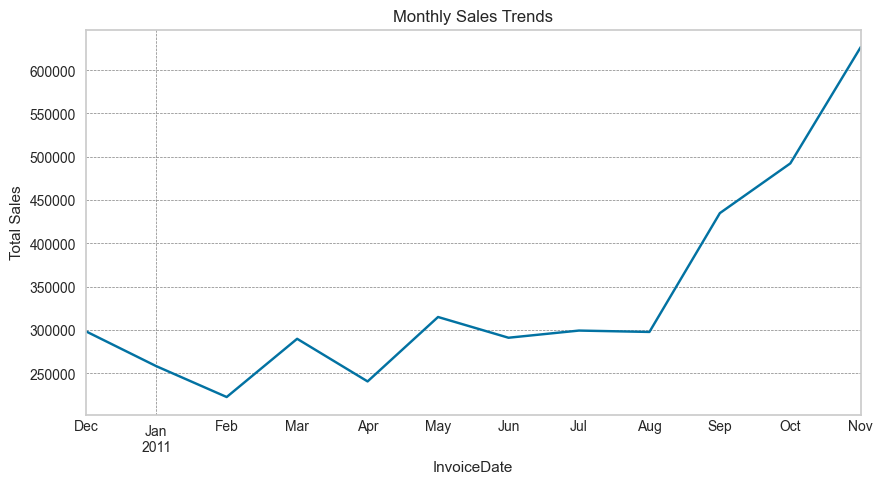 Monthly Sales Trends
Total Sales
600000
550000
500000
450000
400000
350000
300000
250000
Dec Jan Feb Mar Apr May Jun Jul Aug Sep Oct Nov
2011
InvoiceDate